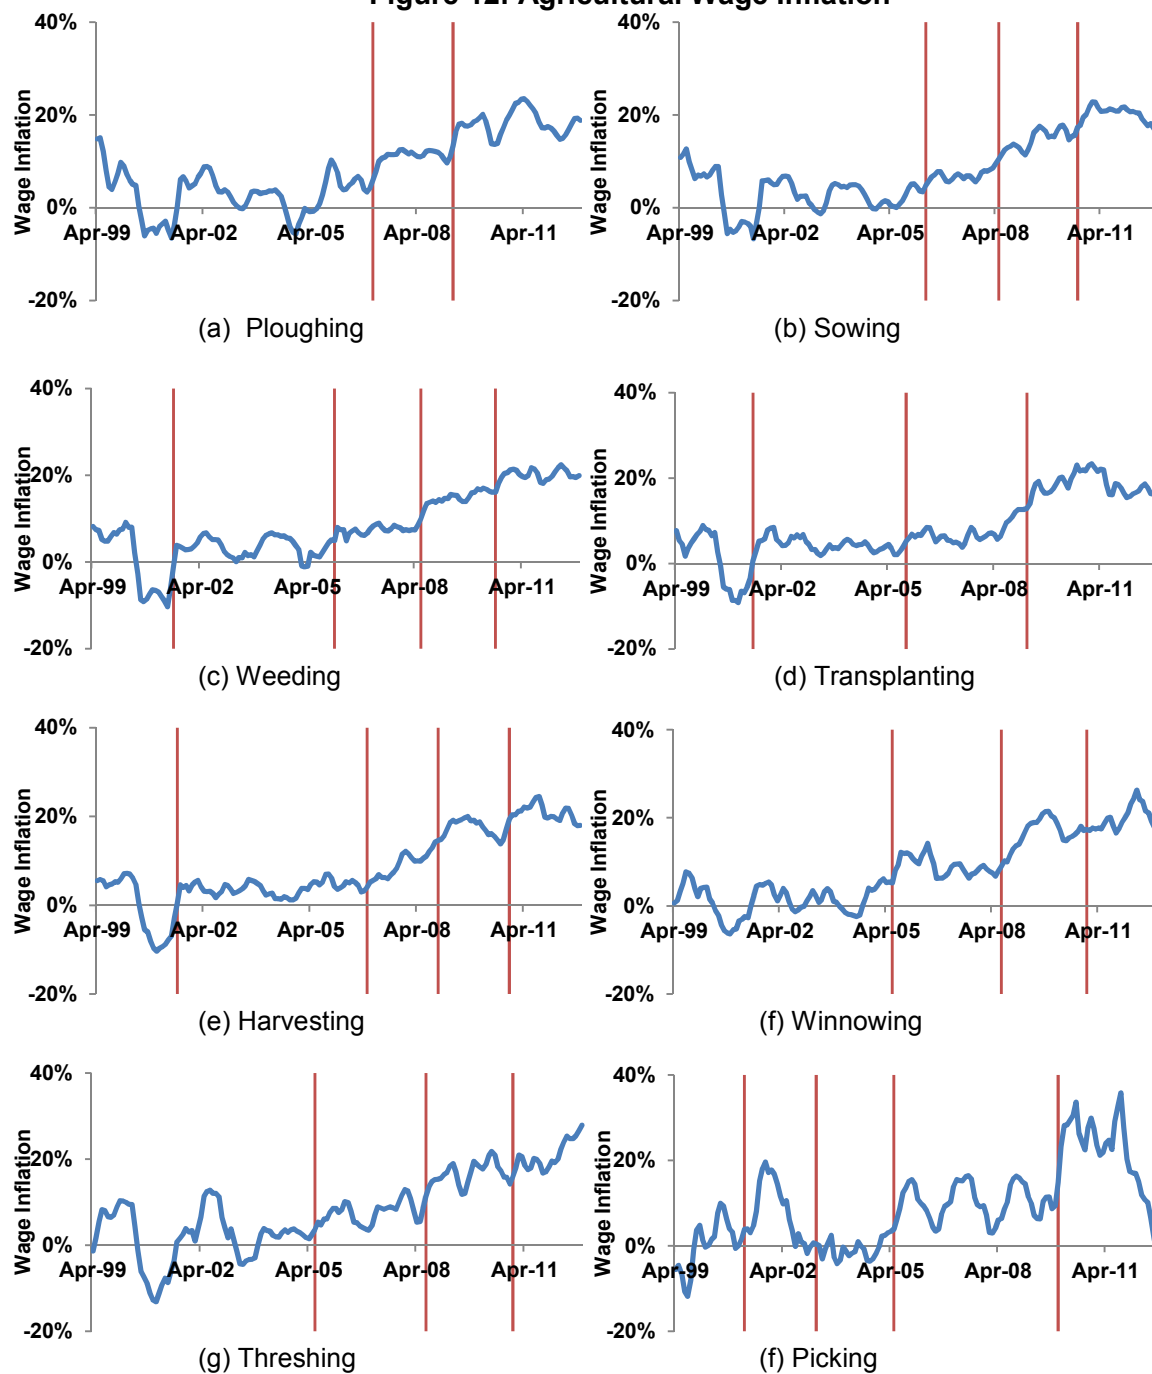 Figure 12: Agricultural Wage Inflation
40%
20%
0%
-20%
Wage Inflation
Apr-99
Apr-02
Apr-05
Apr-08
Apr-11
(a) Ploughing
40%
20%
0%
-20%
Wage Inflation
Apr-99
Apr-02
Apr-05
Apr-08
Apr-11
(b) Sowing
40%
20%
0%
-20%
Wage Inflation
Apr-99
Apr-02
Apr-05
Apr-08
Apr-11
(c) Weeding
40%
20%
0%
-20%
Wage Inflation
Apr-99
Apr-02
Apr-05
Apr-08
Apr-11
(d) Transplanting
40%
20%
0%
-20%
Wage Inflation
Apr-99
Apr-02
Apr-05
Apr-08
Apr-11
(e) Harvesting
40%
20%
0%
-20%
Wage Inflation
Apr-99
Apr-02
Apr-05
Apr-08
Apr-11
(f) Winnowing
40%
20%
0%
-20%
Wage Inflation
Apr-99
Apr-02
Apr-05
Apr-08
Apr-11
(g) Threshing
40%
20%
0%
-20%
Wage Inflation
Apr-99
Apr-02
Apr-05
Apr-08
Apr-11
(f) Picking